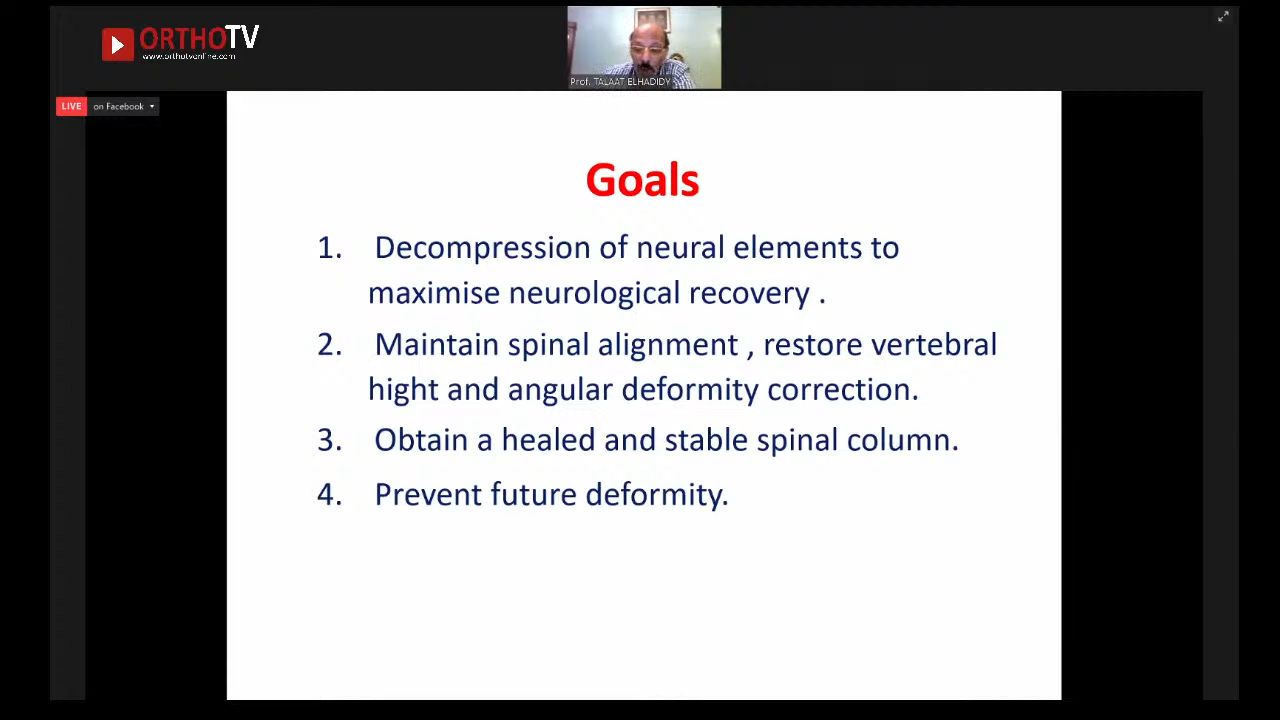 ORTHOTV
www.orthotvonline.com
Prof. TALAAT ELHADIDY
LIVE on Facebook
Goals
1. Decompression of neural elements to
maximise neurological recovery .
2. Maintain spinal alignment , restore vertebral
hight and angular deformity correction.
3. Obtain a healed and stable spinal column.
4. Prevent future deformity.